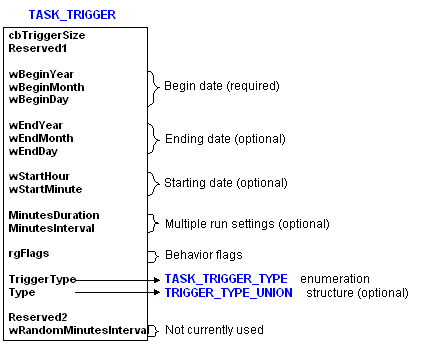 TASK_TRIGGER
cbTriggerSize
Reserved1
wBeginYear
wBeginMonth
wBeginDay
Begin date (required)
wEndYear
wEndMonth
wEndDay
Ending date (optional)
wStartHour
wStartMinute
Starting date (optional)
MinutesDuration
MinutesInterval
Multiple run settings (optional)
rgFlags
Behavior flags
TriggerType
TASK_TRIGGER_TYPE enumeration
Type
TRIGGER_TYPE_UNION structure (optional)
Reserved2
wRandomMinutesInterval
Not currently used